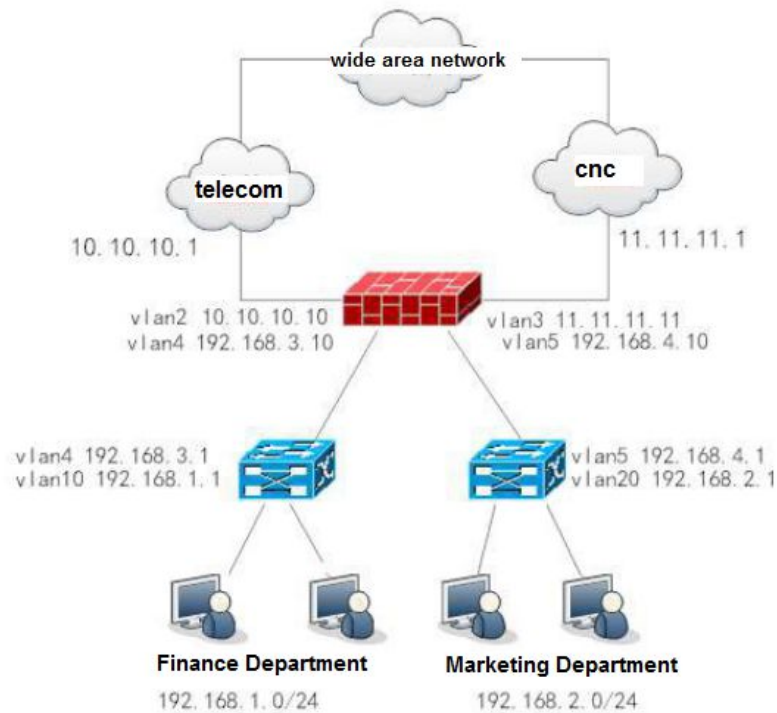 wide area network
telecom
cnc
10.10.10.1
11.11.11.1
vlan2 10.10.10.10
vlan4 192.168.3.10
vlan3 11.11.11.11
vlan5 192.168.4.10
vlan4 192.168.3.1
vlan10 192.168.1.1
vlan5 192.168.4.1
vlan20 192.168.2.1
Finance Department
Marketing Department
192.168.1.0/24
192.168.2.0/24